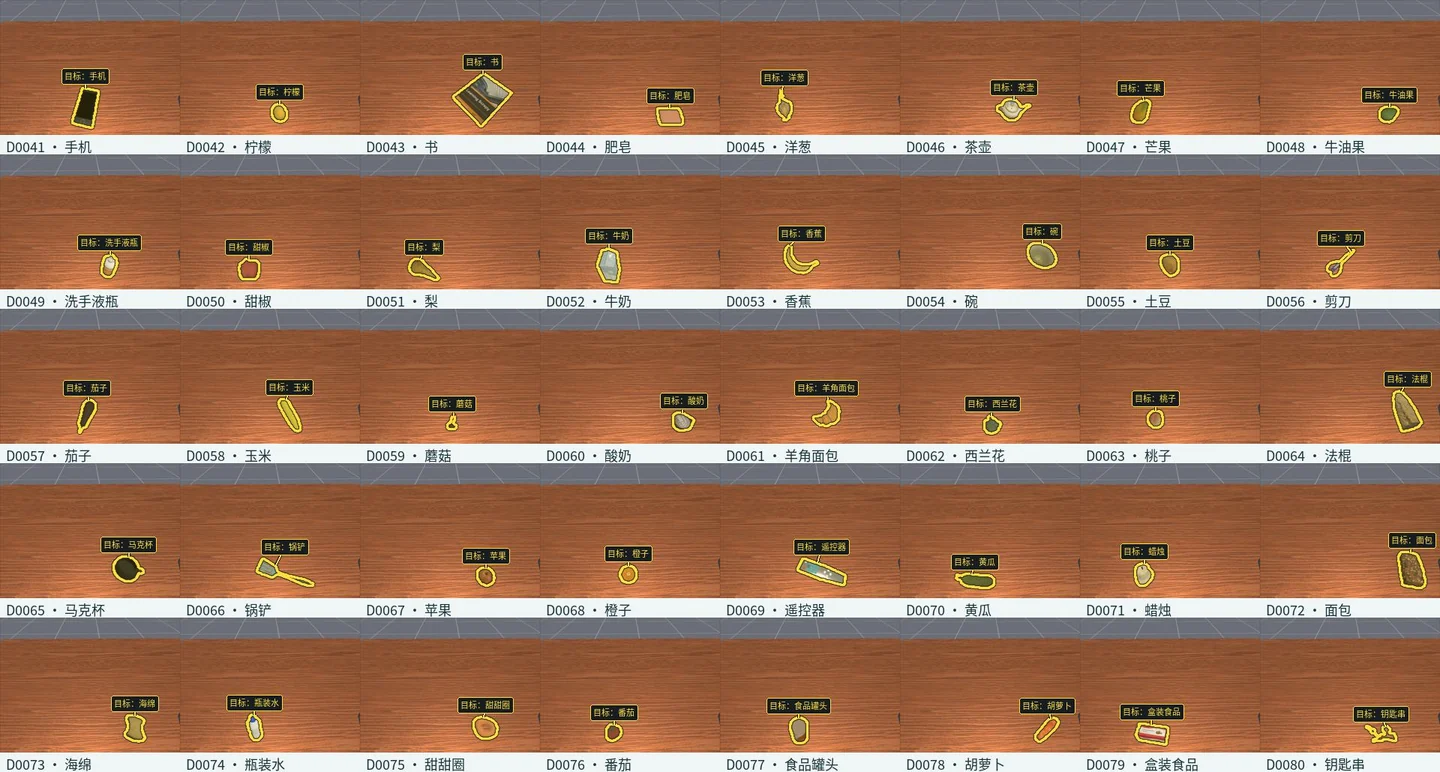 目标：手机
目标：柠檬
目标：书
目标：肥皂
目标：洋葱
目标：茶壶
目标：芒果
目标：牛油果
D0041 · 手机
D0042 · 柠檬
D0043 · 书
D0044 · 肥皂
D0045 · 洋葱
D0046 · 茶壶
D0047 · 芒果
D0048 · 牛油果
目标：洗手液瓶
目标：甜椒
目标：梨
目标：牛奶
目标：香蕉
目标：碗
目标：土豆
目标：剪刀
D0049 · 洗手液瓶
D0050 · 甜椒
D0051 · 梨
D0052 · 牛奶
D0053 · 香蕉
D0054 · 碗
D0055 · 土豆
D0056 · 剪刀
目标：茄子
目标：玉米
目标：蘑菇
目标：酸奶
目标：羊角面包
目标：西兰花
目标：桃子
目标：法棍
D0057 · 茄子
D0058 · 玉米
D0059 · 蘑菇
D0060 · 酸奶
D0061 · 羊角面包
D0062 · 西兰花
D0063 · 桃子
D0064 · 法棍
目标：马克杯
目标：锅铲
目标：苹果
目标：橙子
目标：遥控器
目标：黄瓜
目标：蜡烛
目标：面包
D0065 · 马克杯
D0066 · 锅铲
D0067 · 苹果
D0068 · 橙子
D0069 · 遥控器
D0070 · 黄瓜
D0071 · 蜡烛
D0072 · 面包
目标：海绵
目标：瓶装水
目标：甜甜圈
目标：番茄
目标：食品罐头
目标：胡萝卜
目标：盒装食品
目标：钥匙串
D0073 · 海绵
D0074 · 瓶装水
D0075 · 甜甜圈
D0076 · 番茄
D0077 · 食品罐头
D0078 · 胡萝卜
D0079 · 盒装食品
D0080 · 钥匙串